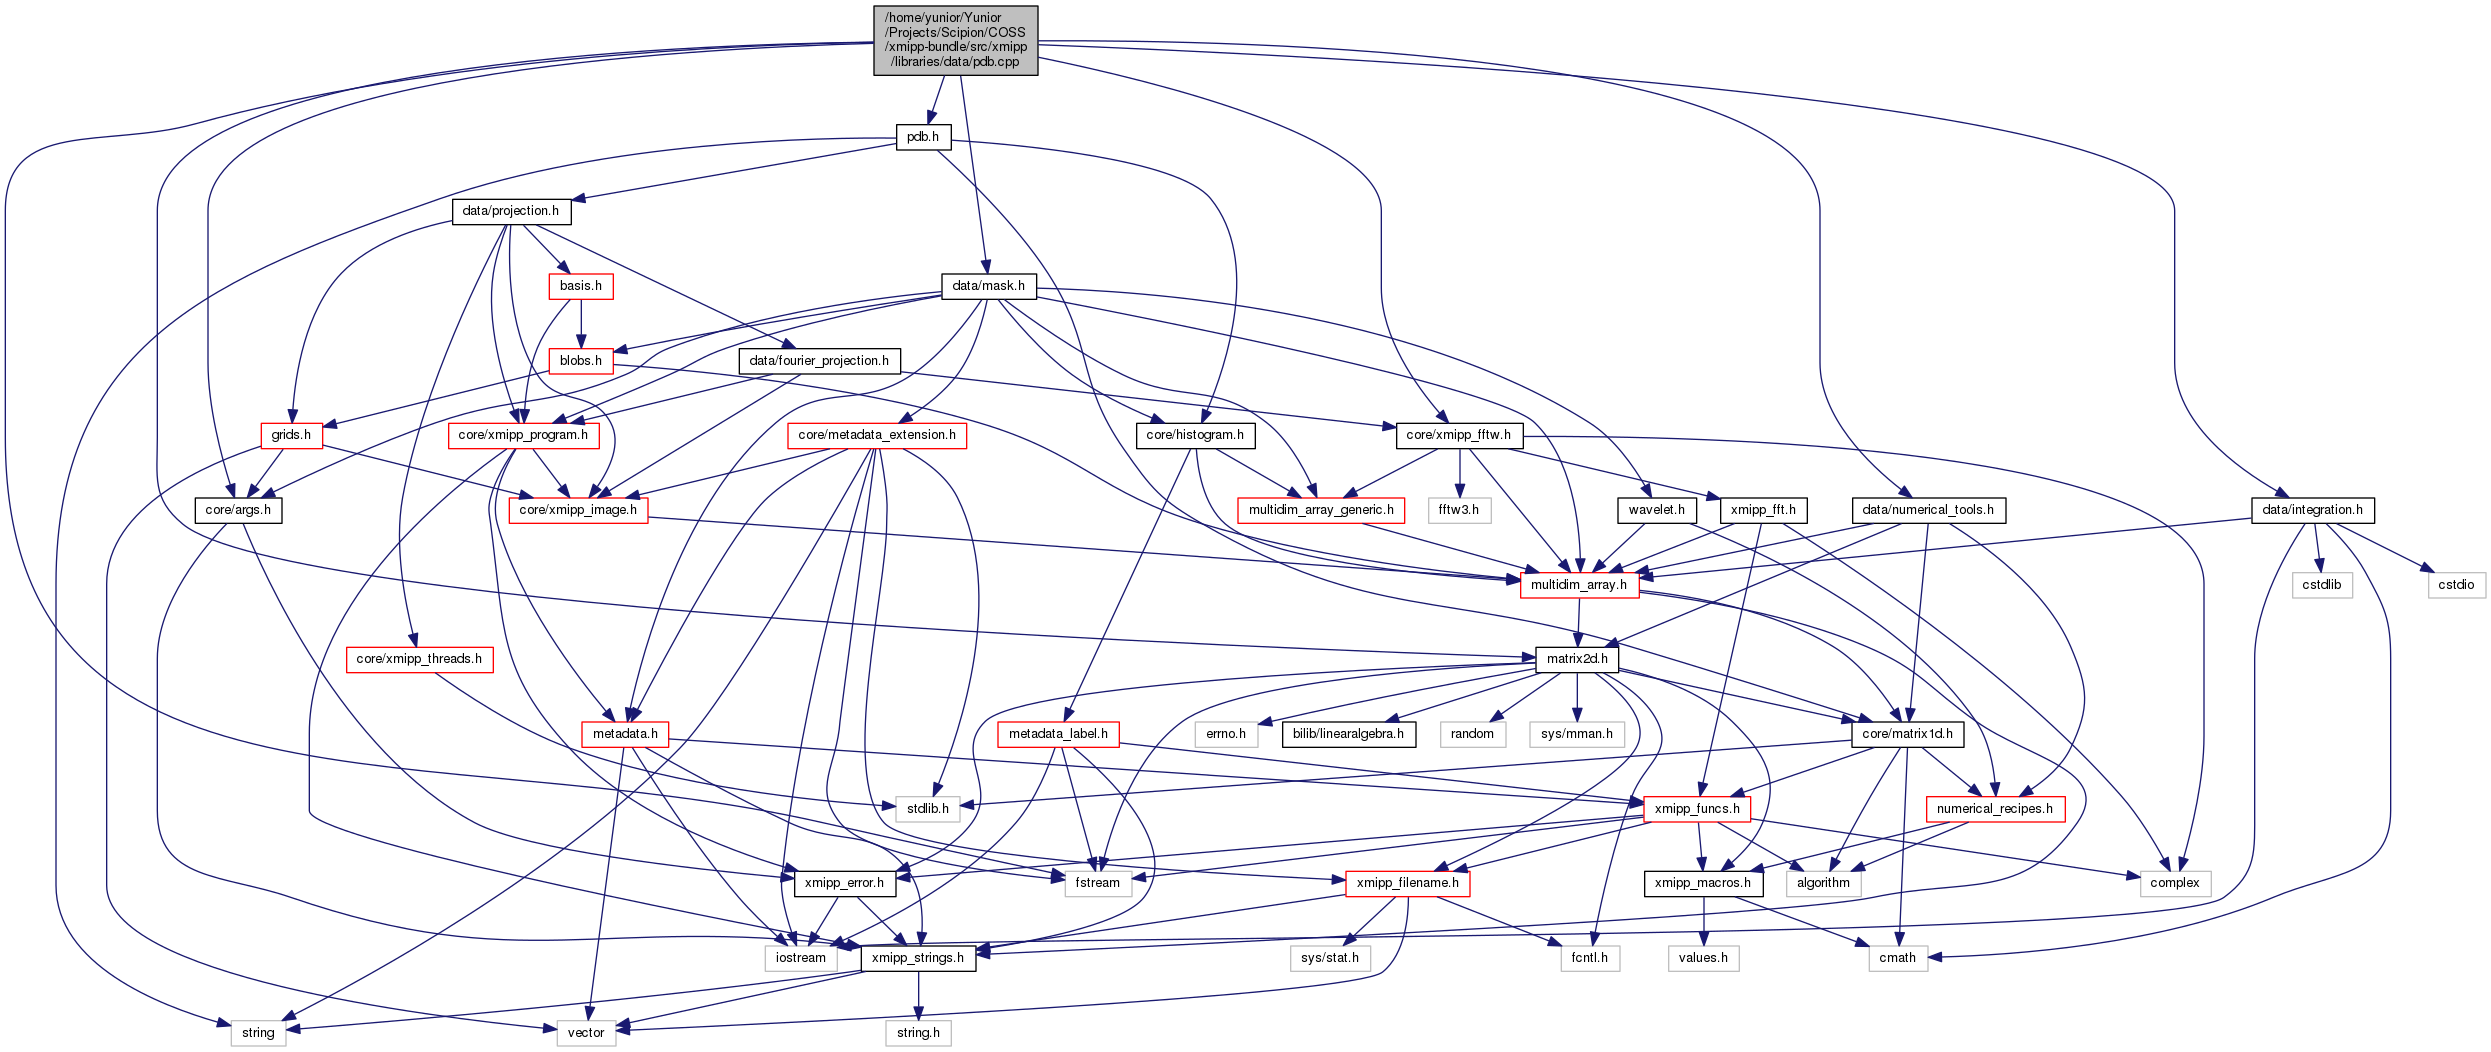 /home/yunior/Yunior
/Projects/Scipion/COSS
/xmipp-bundle/src/xmipp
/libraries/data/pdb.cpp
pdb.h
data/projection.h
basis.h
data/mask.h
blobs.h
data/fourier_projection.h
grids.h
core/xmipp_program.h
core/metadata_extension.h
core/histogram.h
core/xmipp_fftw.h
core/args.h
core/xmipp_image.h
multidim_array_generic.h
fftw3.h
wavelet.h
xmipp_fft.h
data/numerical_tools.h
data/integration.h
multidim_array.h
cstdlib
cstdio
core/xmipp_threads.h
matrix2d.h
metadata.h
metadata_label.h
errno.h
bilib/linearalgebra.h
random
sys/mman.h
core/matrix1d.h
stdlib.h
xmipp_funcs.h
numerical_recipes.h
xmipp_error.h
fstream
xmipp_filename.h
xmipp_macros.h
algorithm
complex
iostream
xmipp_strings.h
sys/stat.h
fcntl.h
values.h
cmath
string
vector
string.h